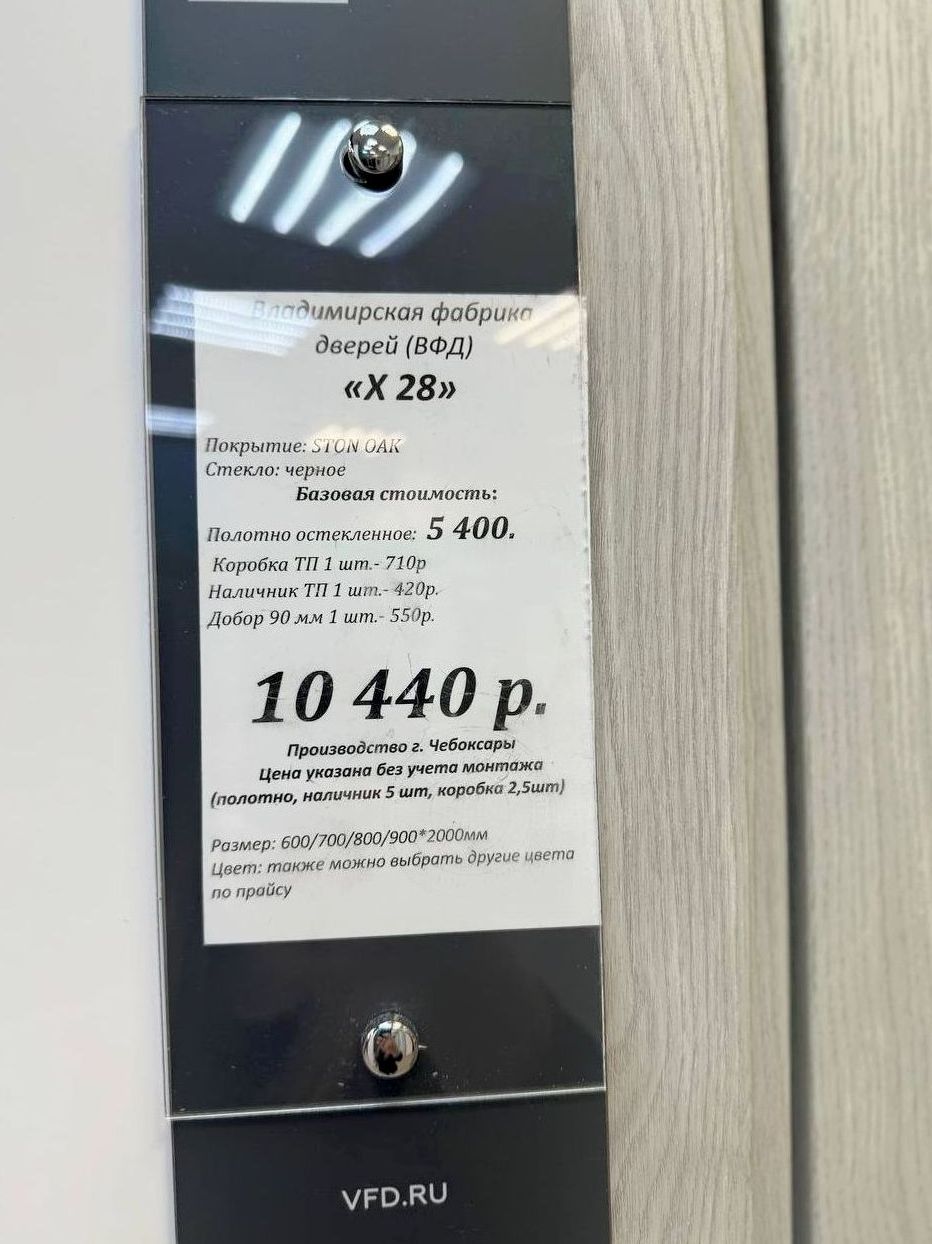 Владимирская фабрика
дверей (ВФД)
«Х 28»
Покрытие: STON OAK
Стекло: черное
Базовая стоимость:
Полотно остекленное: 5 400.
Коробка ТП 1 шт.- 710р
Наличник ТП 1 шт.- 420р.
Добор 90 мм 1 шт.- 550р.
10 440 р.
Производство г. Чебоксары
Цена указана без учета монтажа
(полотно, наличник 5 шт, коробка 2,5шт)
Размер: 600/700/800/900*2000мм
Цвет: также можно выбрать другие цвета
по прайсу
VFD.RU